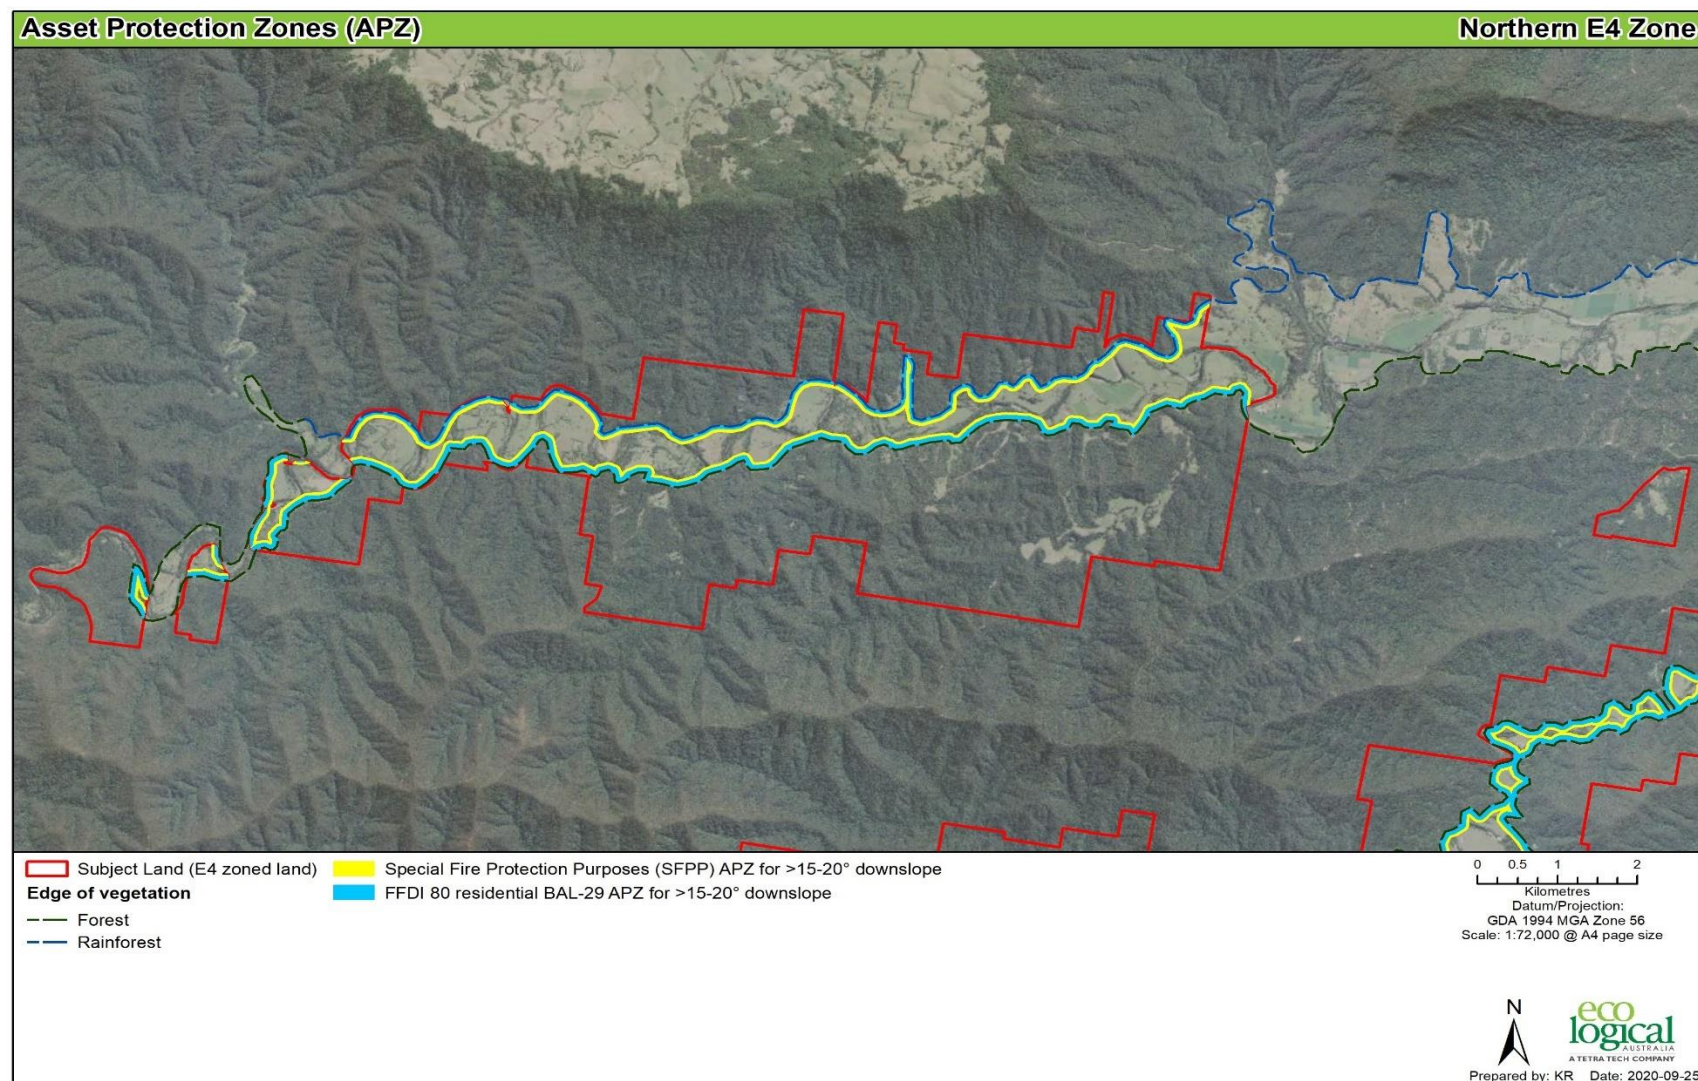 Asset Protection Zones (APZ)
Northern E4 Zone
Subject Land (E4 zoned land)
Special Fire Protection Purposes (SFPP) APZ for >15-20° downslope
Edge of vegetation
FFDI 80 residential BAL-29 APZ for >15-20° downslope
Forest
Rainforest
0 0.5 1 2
Kilometres
Datum/Projection:
GDA 1994 MGA Zone 56
Scale: 1:72,000 @ A4 page size
N
eco
logical
AUSTRALIA
A TETRA TECH COMPANY
Prepared by: KR Date: 2020-09-25